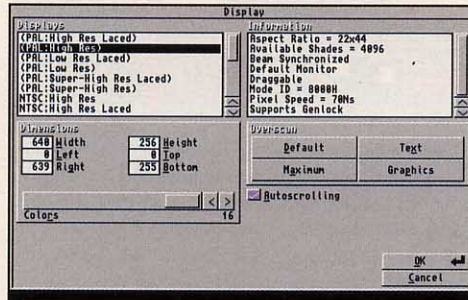 Display
Displays
(PAL:High Res Laced)
(PAL:High Res)
(PAL:Low Res Laced)
(PAL:Low Res)
(PAL:Super-High Res Laced)
(PAL:Super-High Res)
NTSC:High Res
NTSC:High Res Laced
Information
Aspect Ratio = 22x44
Available Shades = 4096
Beam Synchronized
Default Monitor
Draggable
Mode ID = 8000H
Pixel Speed = 70Ns
Supports Genlock
Dimensions
640 Width 256 Height
0 Left 0 Top
639 Right 255 Bottom
Colors 16
Overscan
Default Text
Maximum Graphics
Autoscrolling
OK
Cancel